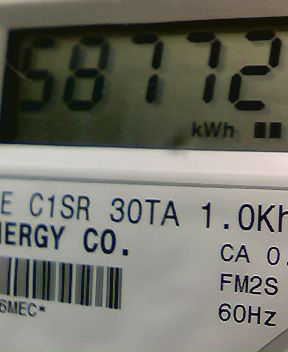 58772
kWh
E C1SR 30TA 1.0Kh
NERGY CO.
CA 0.
FM2S
6MEC*
60Hz